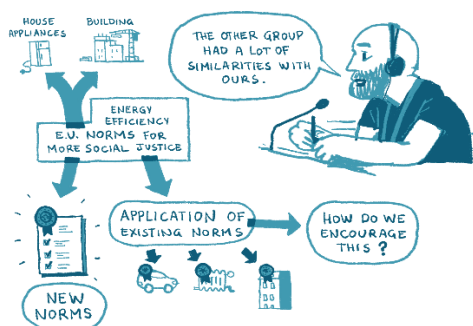 HOUSE
APPLIANCES
BUILDING
THE OTHER GROUP
HAD A LOT OF
SIMILARITIES WITH
OURS.
ENERGY
EFFICIENCY
E.U. NORMS FOR
MORE SOCIAL JUSTICE
APPLICATION OF
EXISTING NORMS
HOW DO WE
ENCOURAGE
THIS?
NEW
NORMS